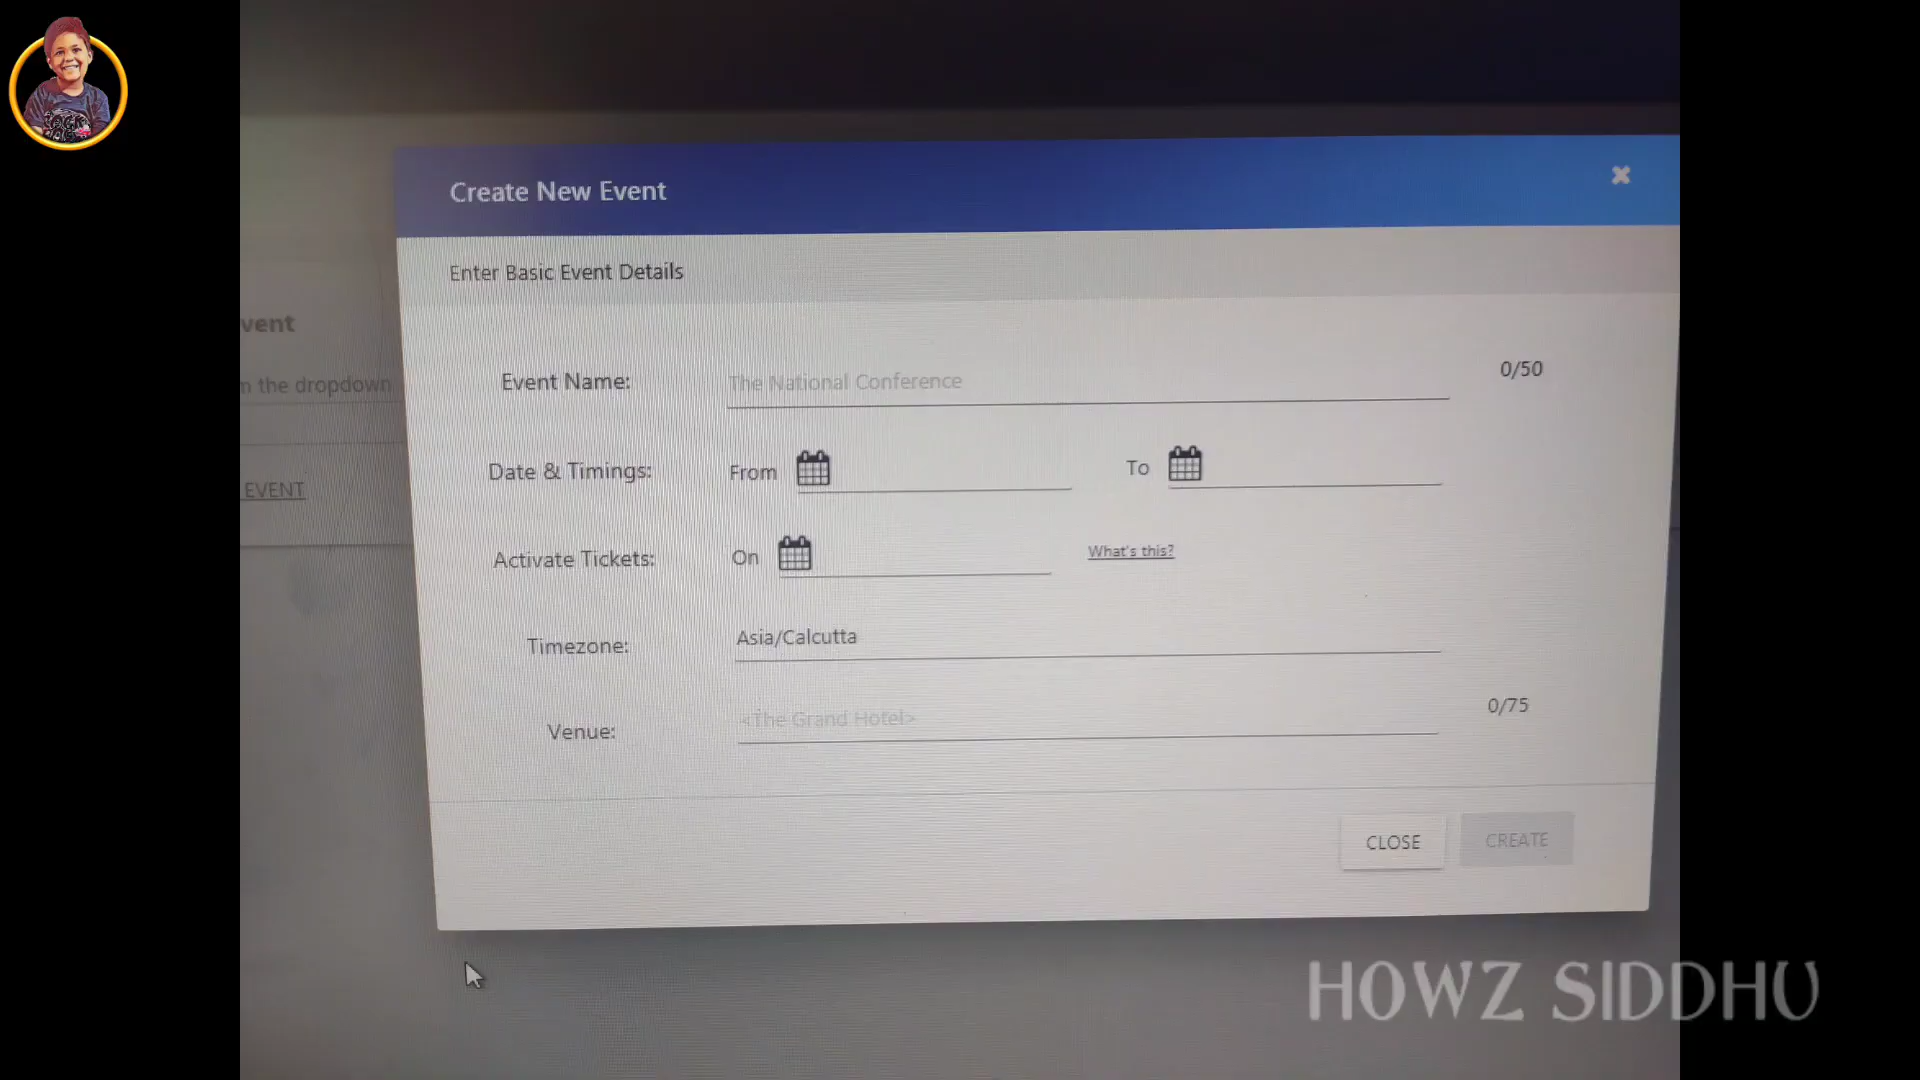 Create New Event
Enter Basic Event Details
vent
Event Name: The National Conference 0/50
the dropdown
Date & Timings: From To
EVENT
Activate Tickets: On What's this?
Timezone: Asia/Calcutta
Venue: <The Grand Hotel> 0/75
CLOSE CREATE
HOWZ SIDDHU